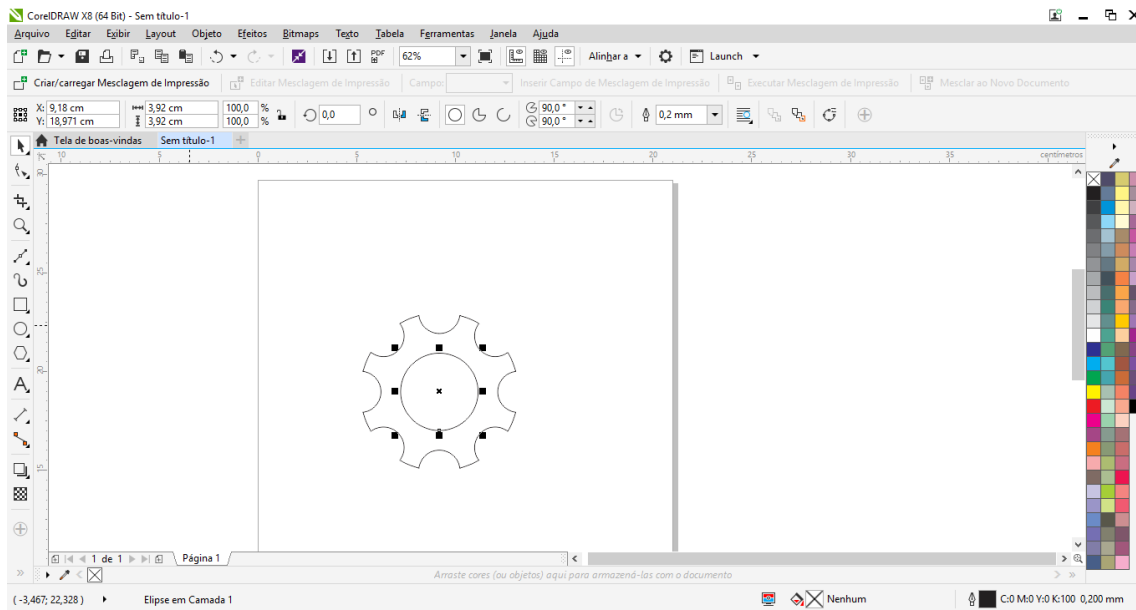 CorelDRAW X8 (64 Bit) - Sem título-1
Arquivo Editar Exibir Layout Objeto Efeitos Bitmaps Texto Tabela Ferramentas Janela Ajuda
PDF 62% Alinhar a Launch
Criar/carregar Mesclagem de Impressão Editar Mesclagem de Impressão Campo: Inserir Campo de Mesclagem de Impressão Executar Mesclagem de Impressão Mesclar ao Novo Documento
X: 9,18 cm 3,92 cm 100,0 % 0,0 ° 90,0 ° 0,2 mm
Y: 18,971 cm 3,92 cm 100,0 % 90,0 °
Tela de boas-vindas Sem título-1
10 5 0 5 10 15 20 25 30 35 centímetros
25
20
15
1 de 1 Página 1
Arraste cores (ou objetos) aqui para armazená-las com o documento
( -3,467; 22,328 ) Elipse em Camada 1 Nenhum C:0 M:0 Y:0 K:100 0,200 mm